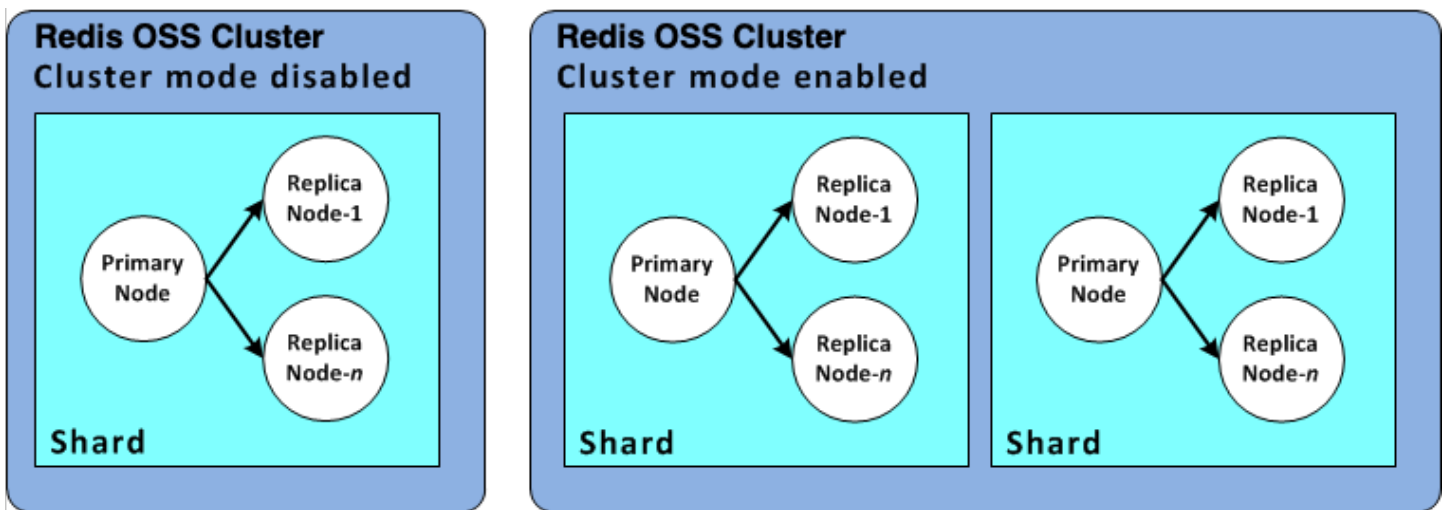 Redis OSS Cluster
Cluster mode disabled
Replica
Node-1
Primary
Node
Replica
Node-n
Shard
Redis OSS Cluster
Cluster mode enabled
Replica
Node-1
Primary
Node
Replica
Node-n
Shard
Replica
Node-1
Primary
Node
Replica
Node-n
Shard